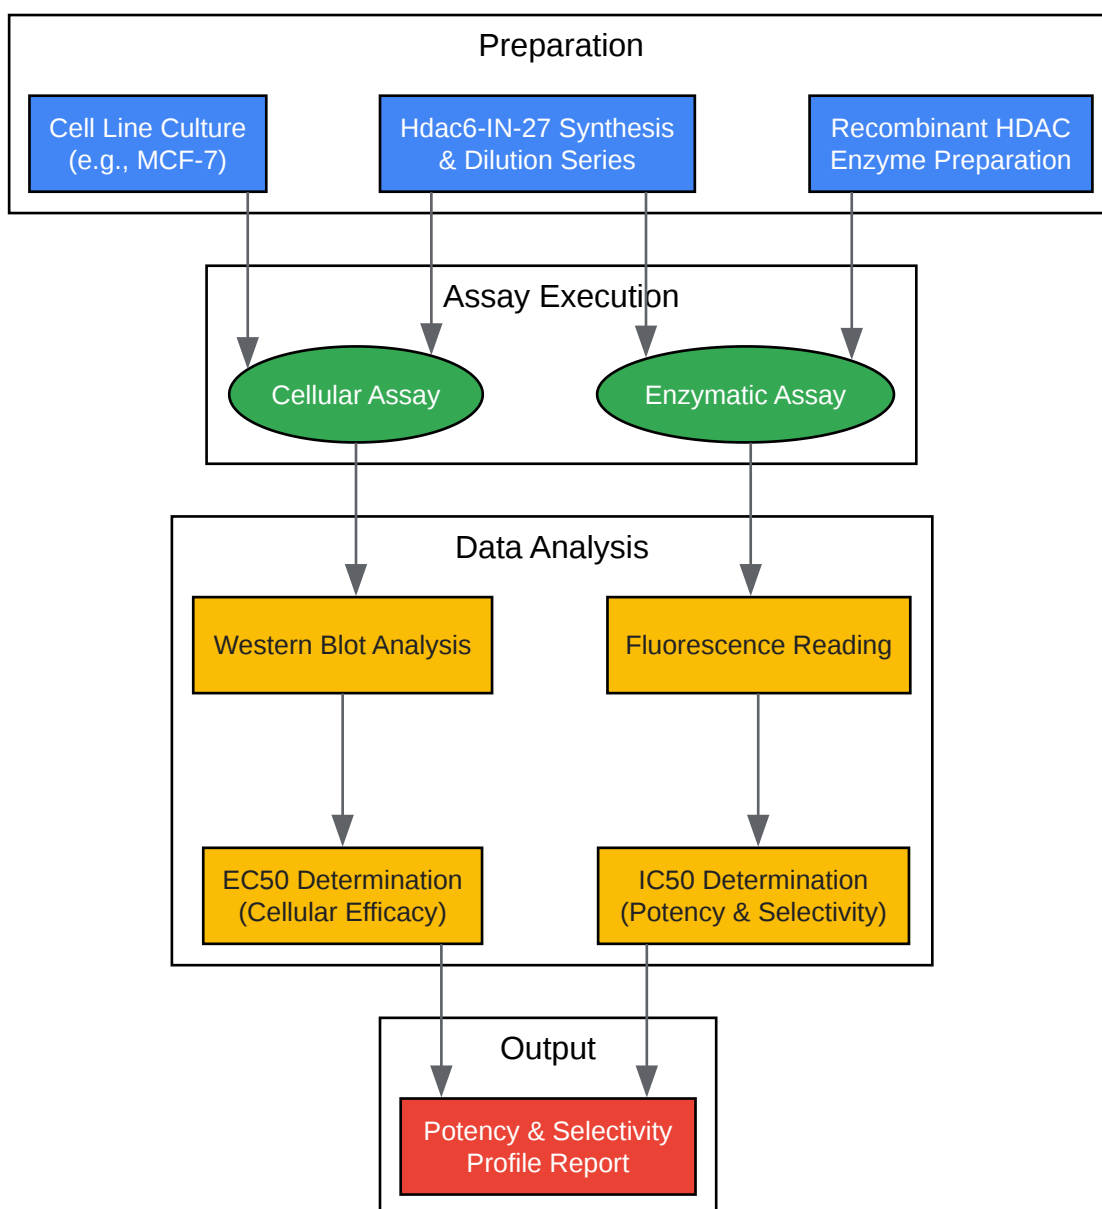 Preparation
Cell Line Culture
(e.g., MCF-7)
Hdac6-IN-27 Synthesis
& Dilution Series
Recombinant HDAC
Enzyme Preparation
Assay Execution
Cellular Assay
Enzymatic Assay
Data Analysis
Western Blot Analysis
Fluorescence Reading
EC50 Determination
(Cellular Efficacy)
IC50 Determination
(Potency & Selectivity)
Output
Potency & Selectivity
Profile Report